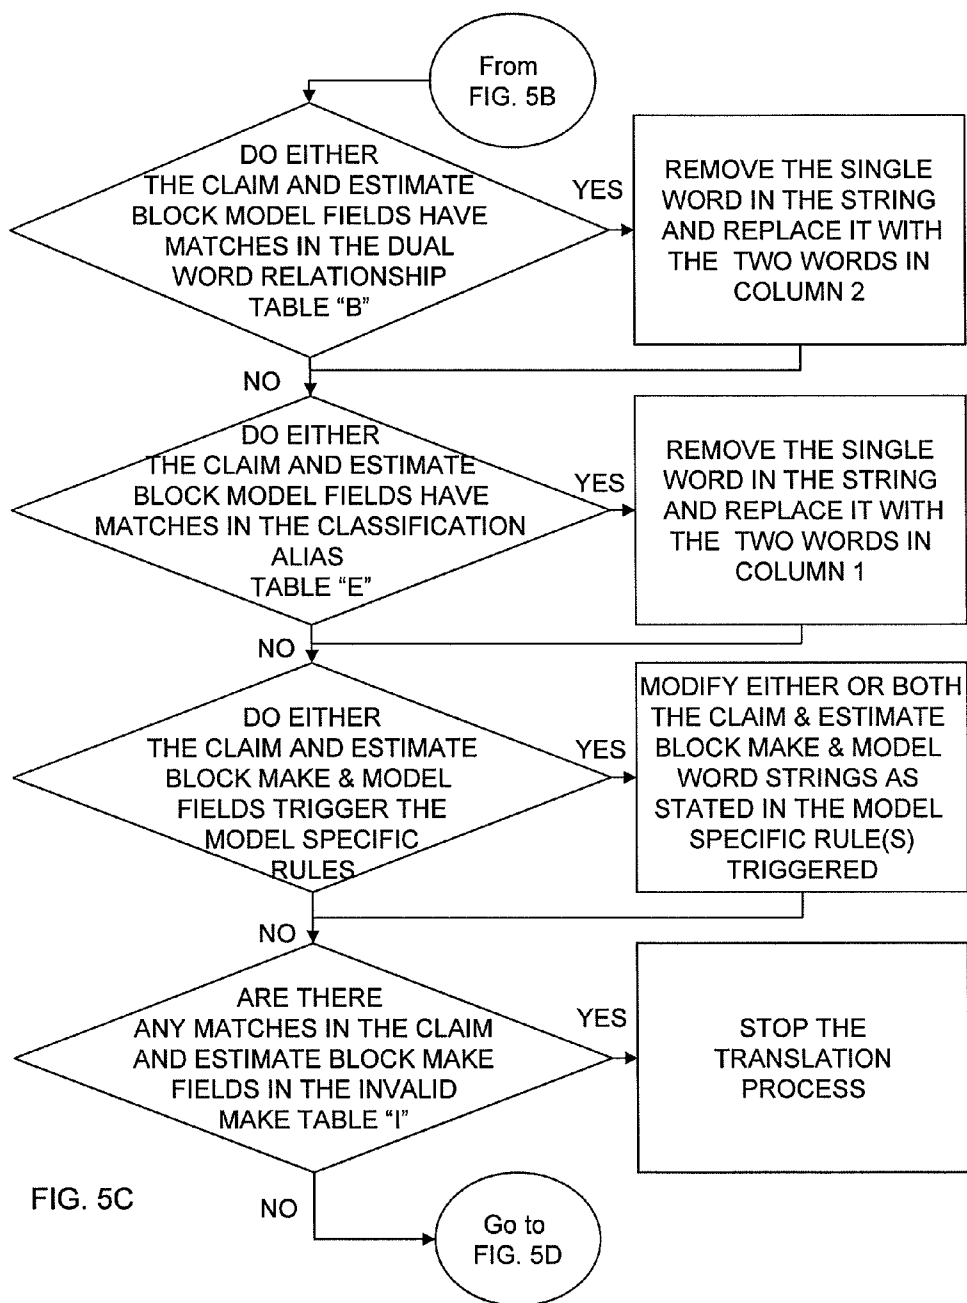 From
FIG. 5B
DO EITHER
THE CLAIM AND ESTIMATE
BLOCK MODEL FIELDS HAVE
MATCHES IN THE DUAL
WORD RELATIONSHIP
TABLE “B”
YES
REMOVE THE SINGLE
WORD IN THE STRING
AND REPLACE IT WITH
THE TWO WORDS IN
COLUMN 2
NO
DO EITHER
THE CLAIM AND ESTIMATE
BLOCK MODEL FIELDS HAVE
MATCHES IN THE CLASSIFICATION
ALIAS
TABLE “E”
YES
REMOVE THE SINGLE
WORD IN THE STRING
AND REPLACE IT WITH
THE TWO WORDS IN
COLUMN 1
NO
DO EITHER
THE CLAIM AND ESTIMATE
BLOCK MAKE & MODEL
FIELDS TRIGGER THE
MODEL SPECIFIC
RULES
YES
MODIFY EITHER OR BOTH
THE CLAIM & ESTIMATE
BLOCK MAKE & MODEL
WORD STRINGS AS
STATED IN THE MODEL
SPECIFIC RULE(S)
TRIGGERED
NO
ARE THERE
ANY MATCHES IN THE CLAIM
AND ESTIMATE BLOCK MAKE
FIELDS IN THE INVALID
MAKE TABLE “I”
YES
STOP THE
TRANSLATION
PROCESS
NO
Go to
FIG. 5D
FIG. 5C